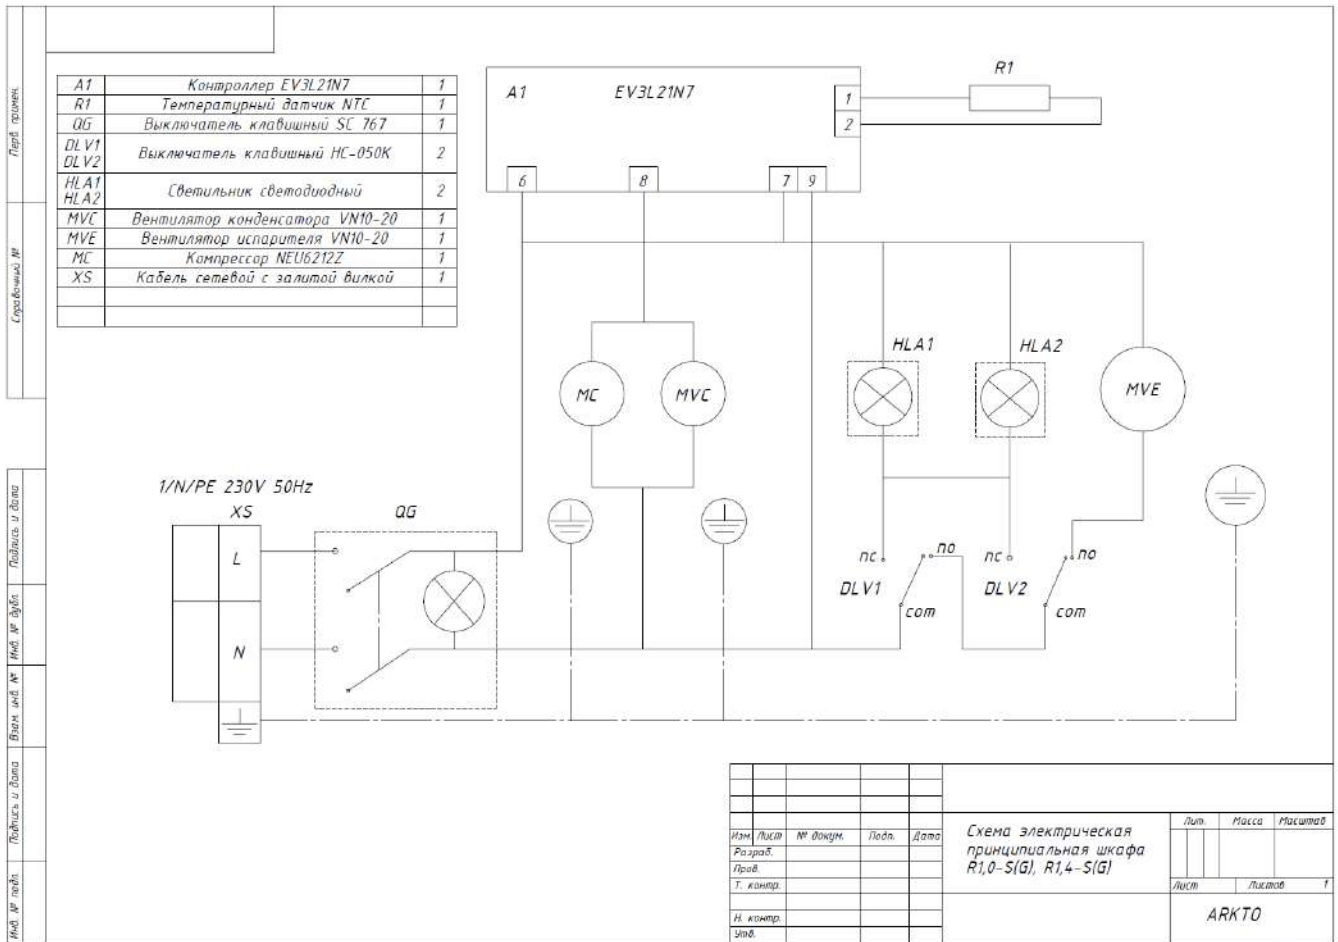 Перв. примен.
Справочный №
Подпись и дата
Инв. № дубл.
Взам. инв. №
Подпись и дата
Инв. № подл.
A1 Контроллер EV3L21N7 1
R1 Температурный датчик NTC 1
QG Выключатель клавишный SC 767 1
DLV1
DLV2 Выключатель клавишный HC-050K 2
HLA1
HLA2 Светильник светодиодный 2
MVC Вентилятор конденсатора VN10-20 1
MVE Вентилятор испарителя VN10-20 1
MC Компрессор NEU6212Z 1
XS Кабель сетевой с залитой вилкой 1
R1
A1 EV3L21N7 1
2
6 8 7 9
HLA1 HLA2
MC MVC MVE
1/N/PE 230V 50Hz
XS QG
L
nc no nc no
DLV1 DLV2
com com
N
Изм. Лист № докум. Подп. Дата
Разраб.
Пров.
Т. контр.
Н. контр.
Утв.
Схема электрическая
принципиальная шкафа
R1,0-S(G), R1,4-S(G)
Лит. Масса Масштаб
Лист Листов 1
ARKTO